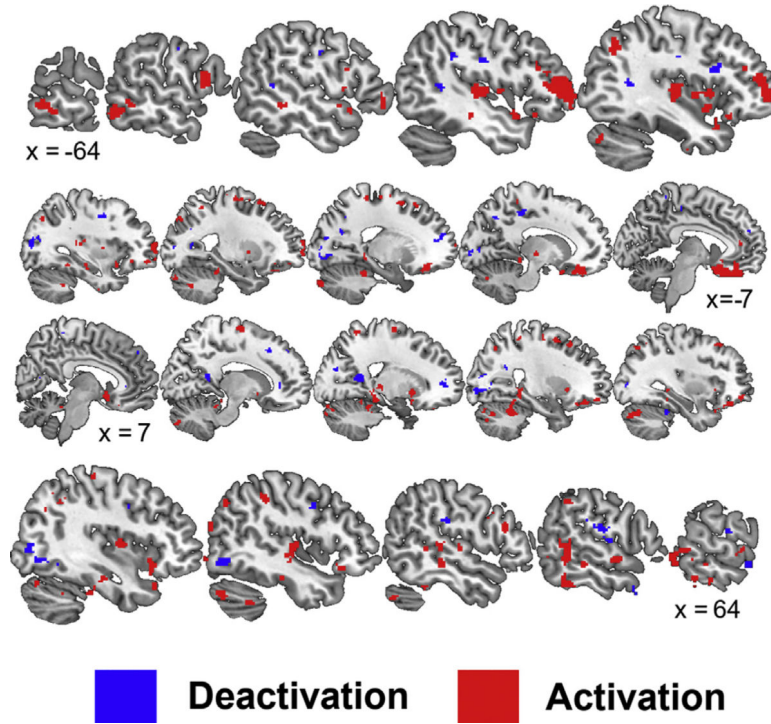 x = -64
x=-7
x = 7
x = 64
Deactivation
Activation